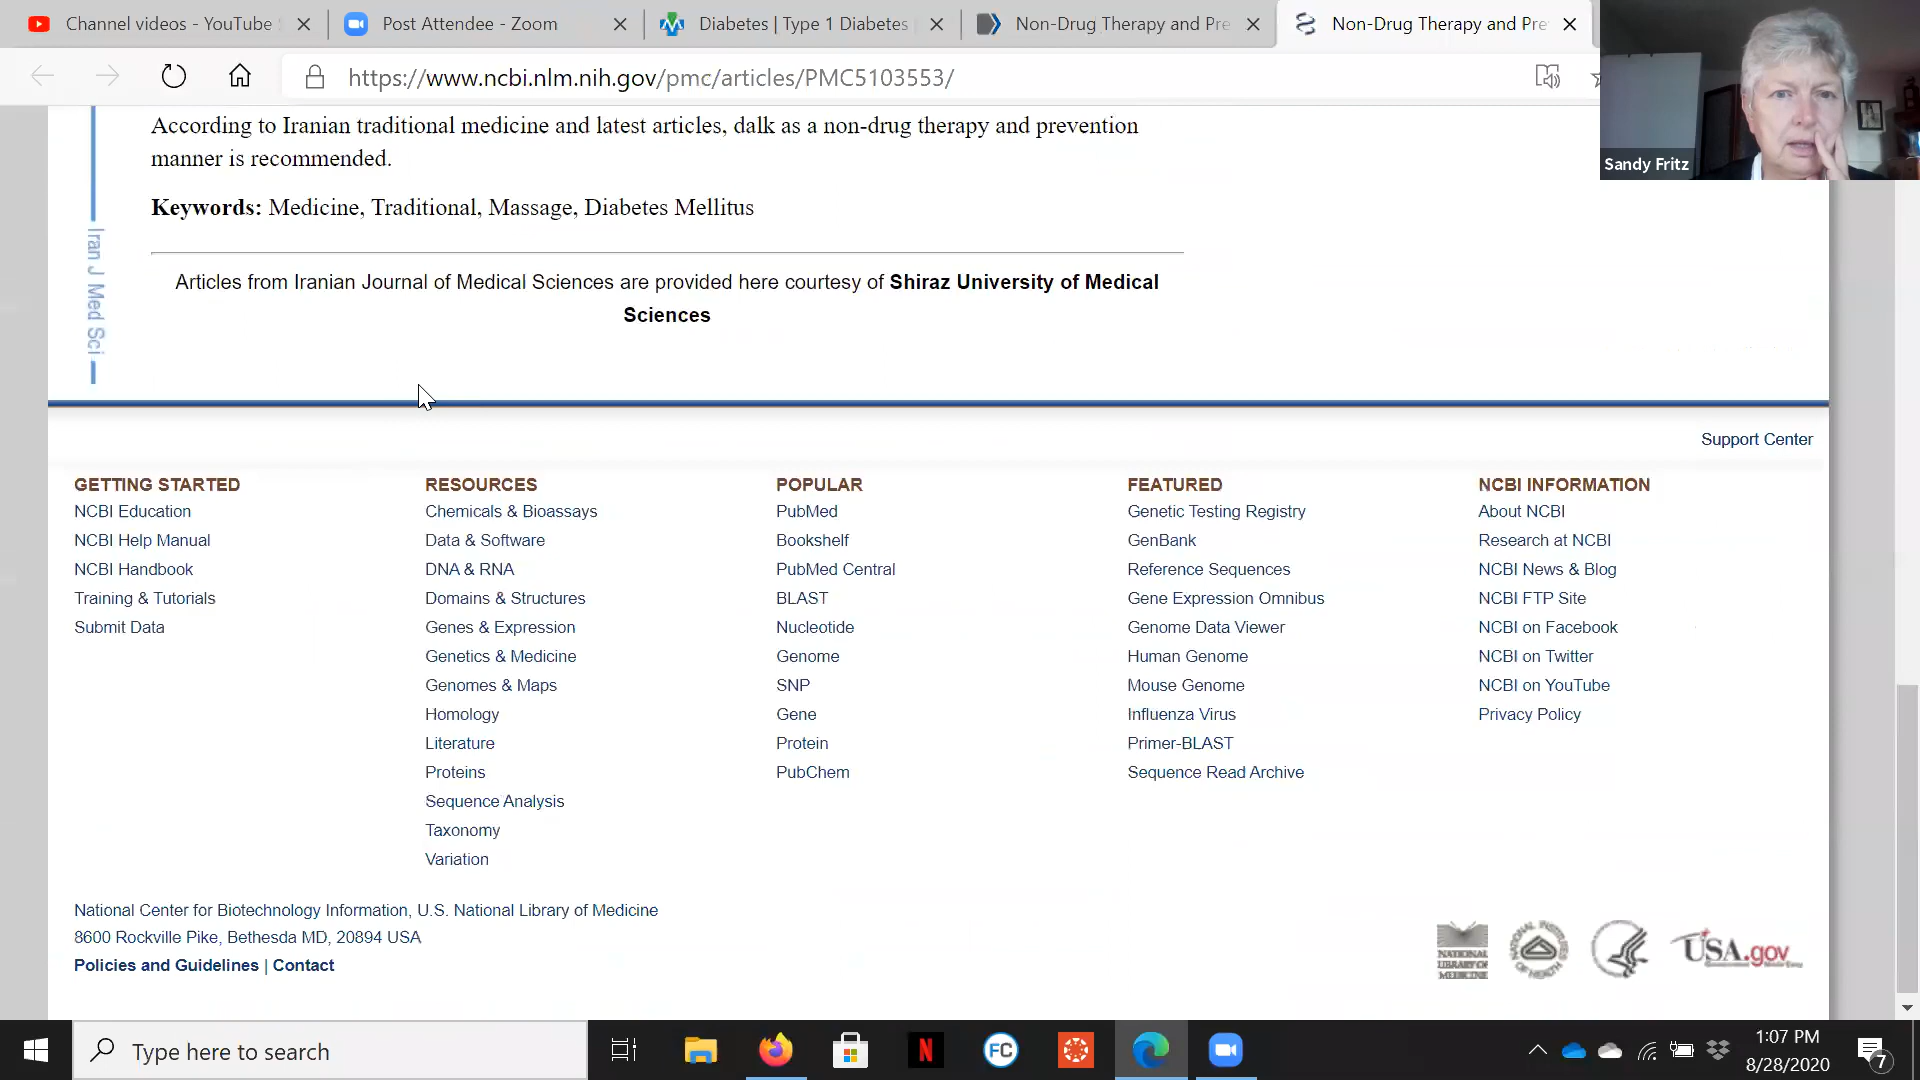 Channel videos - YouTube
Post Attendee - Zoom
Diabetes | Type 1 Diabetes
Non-Drug Therapy and Pre
Non-Drug Therapy and Pre
https://www.ncbi.nlm.nih.gov/pmc/articles/PMC5103553/
Sandy Fritz
According to Iranian traditional medicine and latest articles, dalk as a non-drug therapy and prevention
manner is recommended.
Keywords: Medicine, Traditional, Massage, Diabetes Mellitus
Iran J Med Sci
Articles from Iranian Journal of Medical Sciences are provided here courtesy of Shiraz University of Medical
Sciences
Support Center
GETTING STARTED
NCBI Education
NCBI Help Manual
NCBI Handbook
Training & Tutorials
Submit Data
RESOURCES
Chemicals & Bioassays
Data & Software
DNA & RNA
Domains & Structures
Genes & Expression
Genetics & Medicine
Genomes & Maps
Homology
Literature
Proteins
Sequence Analysis
Taxonomy
Variation
POPULAR
PubMed
Bookshelf
PubMed Central
BLAST
Nucleotide
Genome
SNP
Gene
Protein
PubChem
FEATURED
Genetic Testing Registry
GenBank
Reference Sequences
Gene Expression Omnibus
Genome Data Viewer
Human Genome
Mouse Genome
Influenza Virus
Primer-BLAST
Sequence Read Archive
NCBI INFORMATION
About NCBI
Research at NCBI
NCBI News & Blog
NCBI FTP Site
NCBI on Facebook
NCBI on Twitter
NCBI on YouTube
Privacy Policy
National Center for Biotechnology Information, U.S. National Library of Medicine
8600 Rockville Pike, Bethesda MD, 20894 USA
Policies and Guidelines | Contact
NATIONAL
LIBRARY OF
MEDICINE
NATIONAL INSTITUTES OF HEALTH
USA.gov
Type here to search
N
FC
1:07 PM
8/28/2020
7